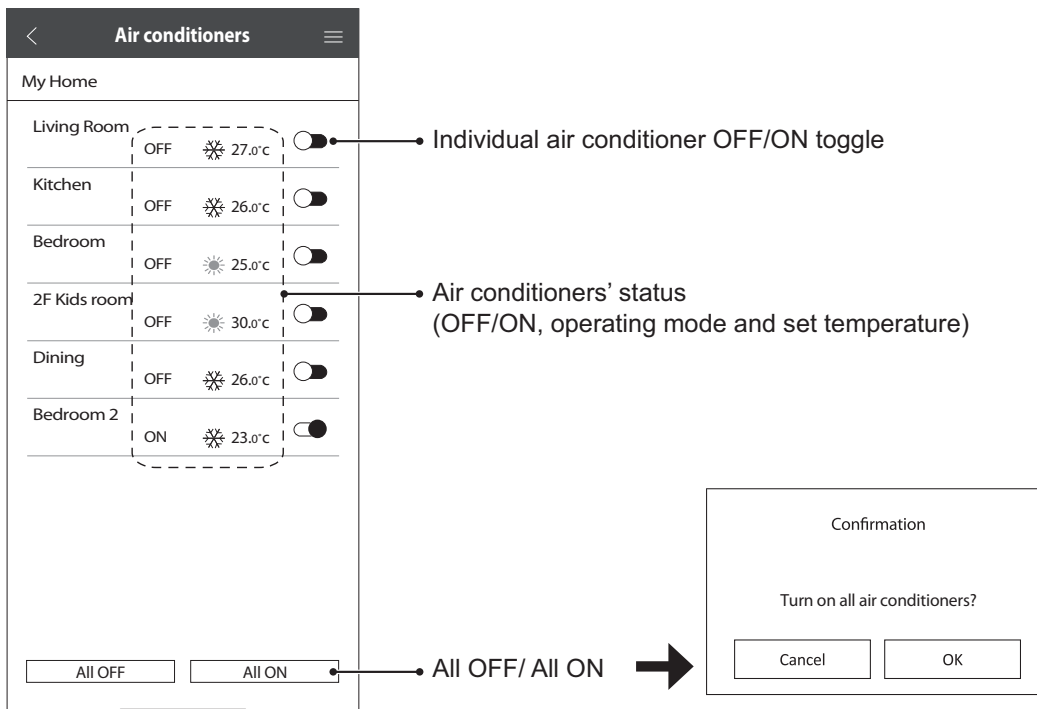 Air conditioners
My Home
Living Room
OFF 27.0°C
Individual air conditioner OFF/ON toggle
Kitchen
OFF 26.0°C
Bedroom
OFF 25.0°C
2F Kids room
OFF 30.0°C
Air conditioners’ status
(OFF/ON, operating mode and set temperature)
Dining
OFF 26.0°C
Bedroom 2
ON 23.0°C
All OFF All ON
All OFF/ All ON
Confirmation
Turn on all air conditioners?
Cancel OK